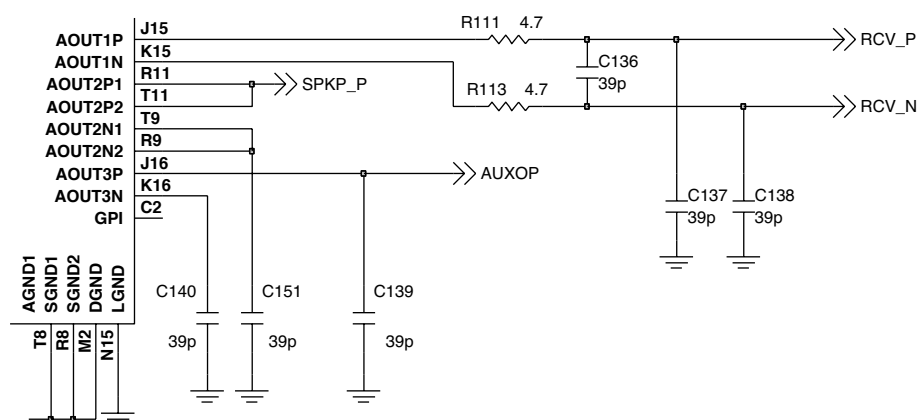 J15
R111 4.7
AOUT1P
RCV_P
K15
AOUT1N
C136
R11
AOUT2P1
SPKP_P
39p
T11
R113 4.7
AOUT2P2
RCV_N
T9
AOUT2N1
R9
AOUT2N2
J16
AOUT3P
AUXOP
K16
AOUT3N
C137
C138
C2
GPI
39p
39p
AGND1
SGND1
SGND2
DGND
LGND
C140
C151
C139
39p
39p
39p
T8
R8
M2
N15